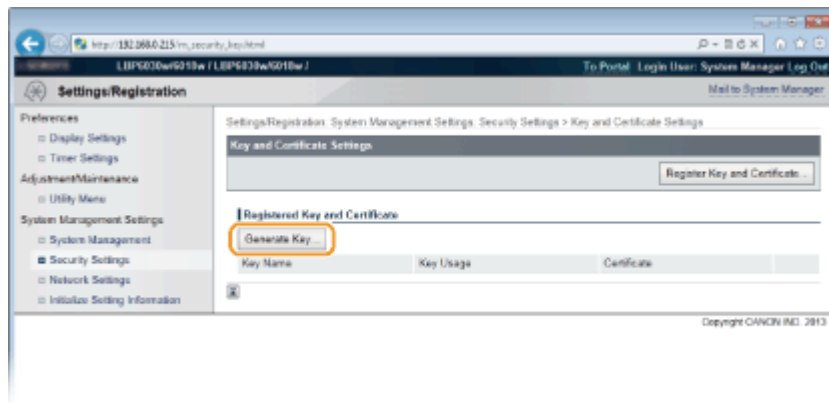 http://192.168.0.215/m_security_key.html
LBP6030w/6018w / LBP6030w/6018w /
To Portal Login User: System Manager Log Out
Settings/Registration
Mail to System Manager
Preferences
Display Settings
Timer Settings
Adjustment/Maintenance
Utility Menu
System Management Settings
System Management
Security Settings
Network Settings
Initialize Setting Information
Settings/Registration: System Management Settings: Security Settings > Key and Certificate Settings
Key and Certificate Settings
Register Key and Certificate...
Registered Key and Certificate
Generate Key...
Key Name Key Usage Certificate
Copyright CANON INC. 2013